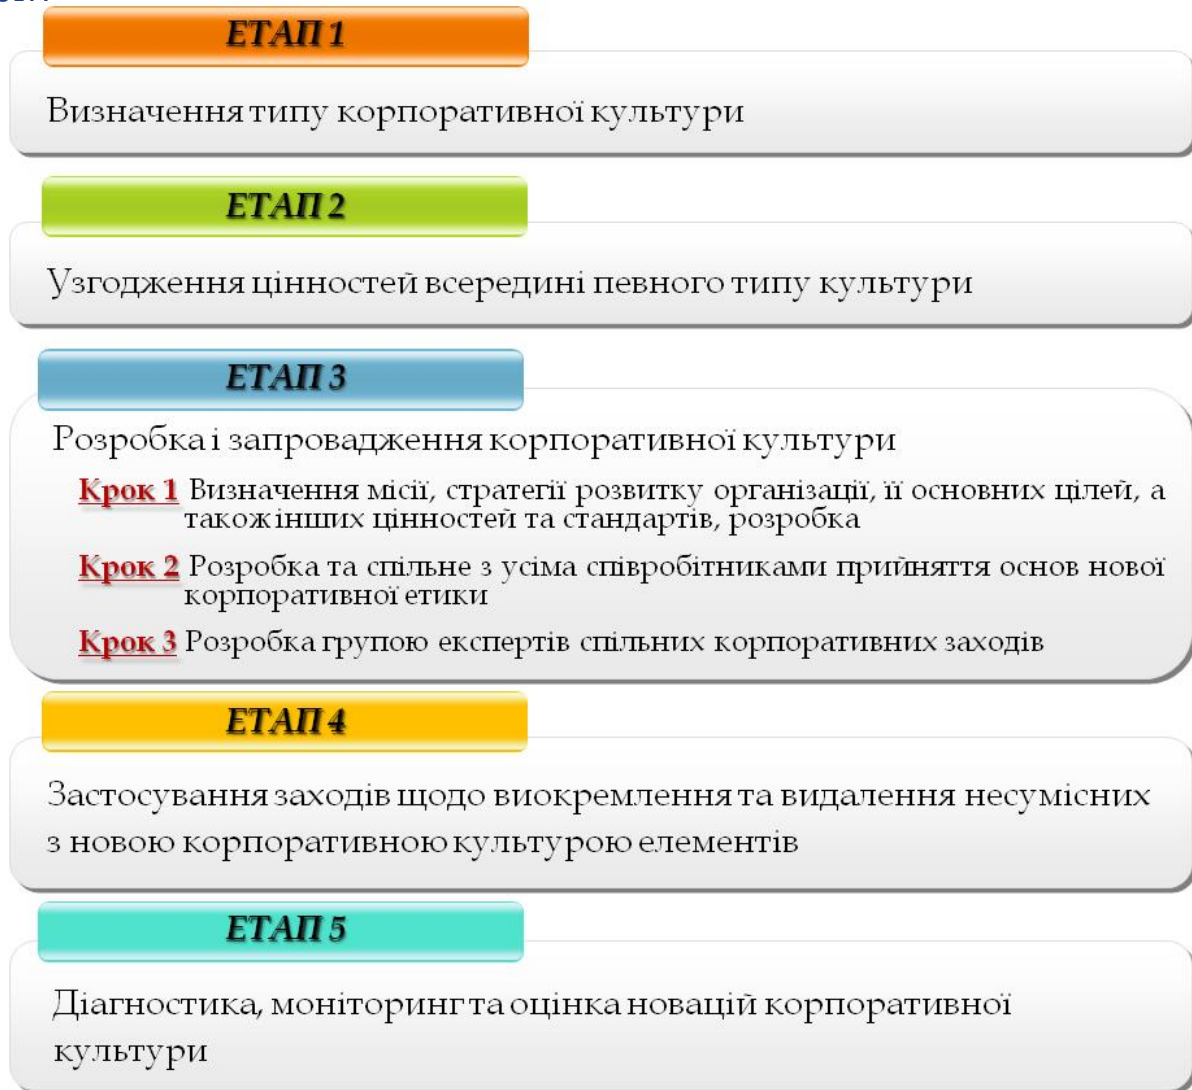 ЕТАП 1
Визначення типу корпоративної культури
ЕТАП 2
Узгодження цінностей всередині певного типу культури
ЕТАП 3
Розробка і запровадження корпоративної культури
Крок 1 Визначення місії, стратегії розвитку організації, її основних цілей, а
також інших цінностей та стандартів, розробка
Крок 2 Розробка та спільне з усіма співробітниками прийняття основ нової
корпоративної етики
Крок 3 Розробка групою експертів спільних корпоративних заходів
ЕТАП 4
Застосування заходів щодо виокремлення та видалення несумісних
з новою корпоративною культурою елементів
ЕТАП 5
Діагностика, моніторинг та оцінка новацій корпоративної
культури